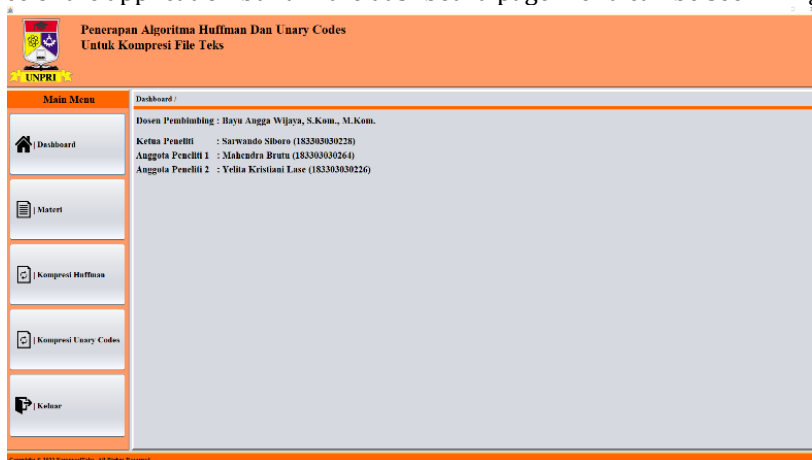 Penerapan Algoritma Huffman Dan Unary Codes
Untuk Kompresi File Teks
UNPRI
Main Menu
Dashboard /
Dosen Pembimbing : Bayu Angga Wijaya, S.Kom., M.Kom.
Ketua Peneliti : Sarwando Siboro (183303030228)
Anggota Peneliti 1 : Mahendra Brutu (183303030264)
Anggota Peneliti 2 : Yelita Kristiani Lase (183303030226)
| Dashboard
| Materi
| Kompresi Huffman
| Kompresi Unary Codes
| Keluar